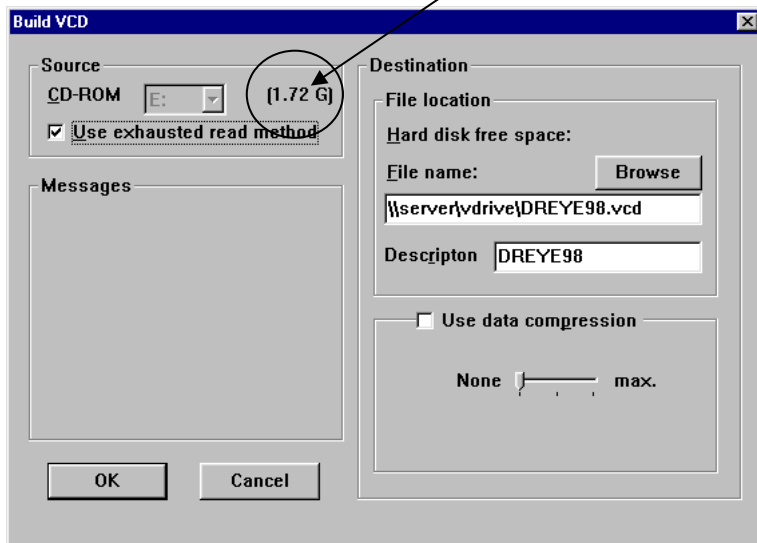 Build VCD
Source
CD-ROM E: (1.72 G)
Use exhausted read method
Messages
OK Cancel
Destination
File location
Hard disk free space:
File name: Browse
\\server\vdrive\DREYE98.vcd
Descripton DREYE98
Use data compression
None max.